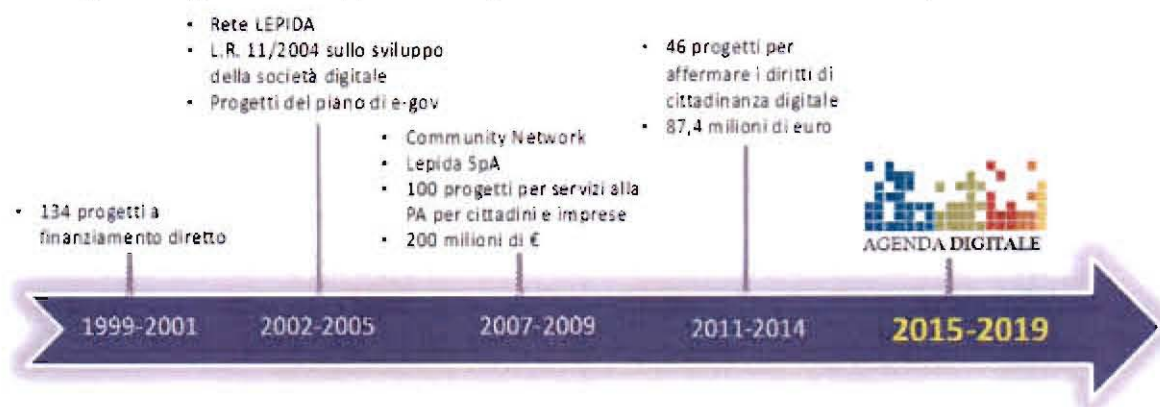 • Rete LEPIDA
• L.R. 11/2004 sullo sviluppo
della società digitale
• Progetti del piano di e-gov
• 46 progetti per
affermare i diritti di
cittadinanza digitale
• 87,4 milioni di euro
• Community Network
• Lepida SpA
• 100 progetti per servizi alla
PA per cittadini e imprese
• 200 milioni di €
• 134 progetti a
finanziamento diretto
AGENDA DIGITALE
1999-2001
2002-2005
2007-2009
2011-2014
2015-2019